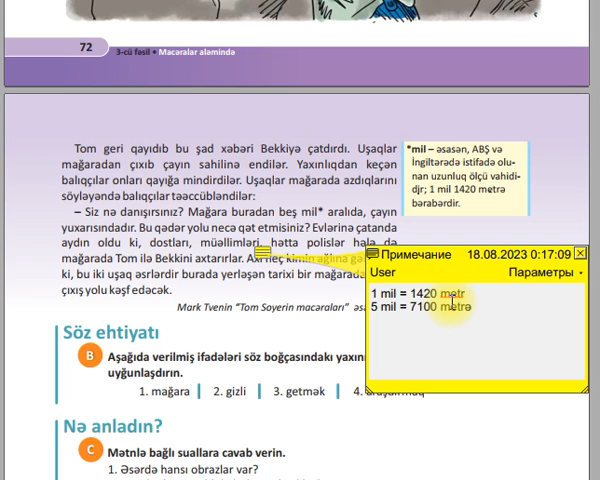 72
3-cü fəsil • Macəralar aləmində
Tom geri qayıdıb bu şad xəbəri Bekkiyə çatdırdı. Uşaqlar
mağaradan çıxıb çayın sahilinə endilər. Yaxınlıqdan keçən
balıqçılar onları qayığa mindirdilər. Uşaqlar mağarada azdıqlarını
söyləyəndə balıqçılar təəccübləndilər:
– Siz nə danışırsınız? Mağara buradan beş mil* aralıda, çayın
yuxarısındadır. Bu qədər yolu necə qət etmisiniz? Evlərinə çatanda
aydın oldu ki, dostları, müəllimləri, hətta polislər hələ də
mağarada Tom ilə Bekkini axtarırlar.
ki, bu iki uşaq əsrlərdir burada yerləşən tarixi bir
çıxış yolu kəşf edəcək.
Mark Tvenin “Tom Soyerin macəraları”
*mil – əsasən, ABŞ və
İngiltərədə istifadə olu-
nan uzunluq ölçü vahidi-
dir; 1 mil 1420 metrə
bərabərdir.
Примечание 18.08.2023 0:17:09
User Параметры
1 mil = 1420 metr
5 mil = 7100 metrə
Söz ehtiyatı
B
Aşağıda verilmiş ifadələri söz boğçasındakı
uyğunlaşdırın.
1. mağara 2. gizli 3. getmək 4.
Nə anladın?
C
Mətnlə bağlı suallara cavab verin.
1. Əsərdə hansı obrazlar var?